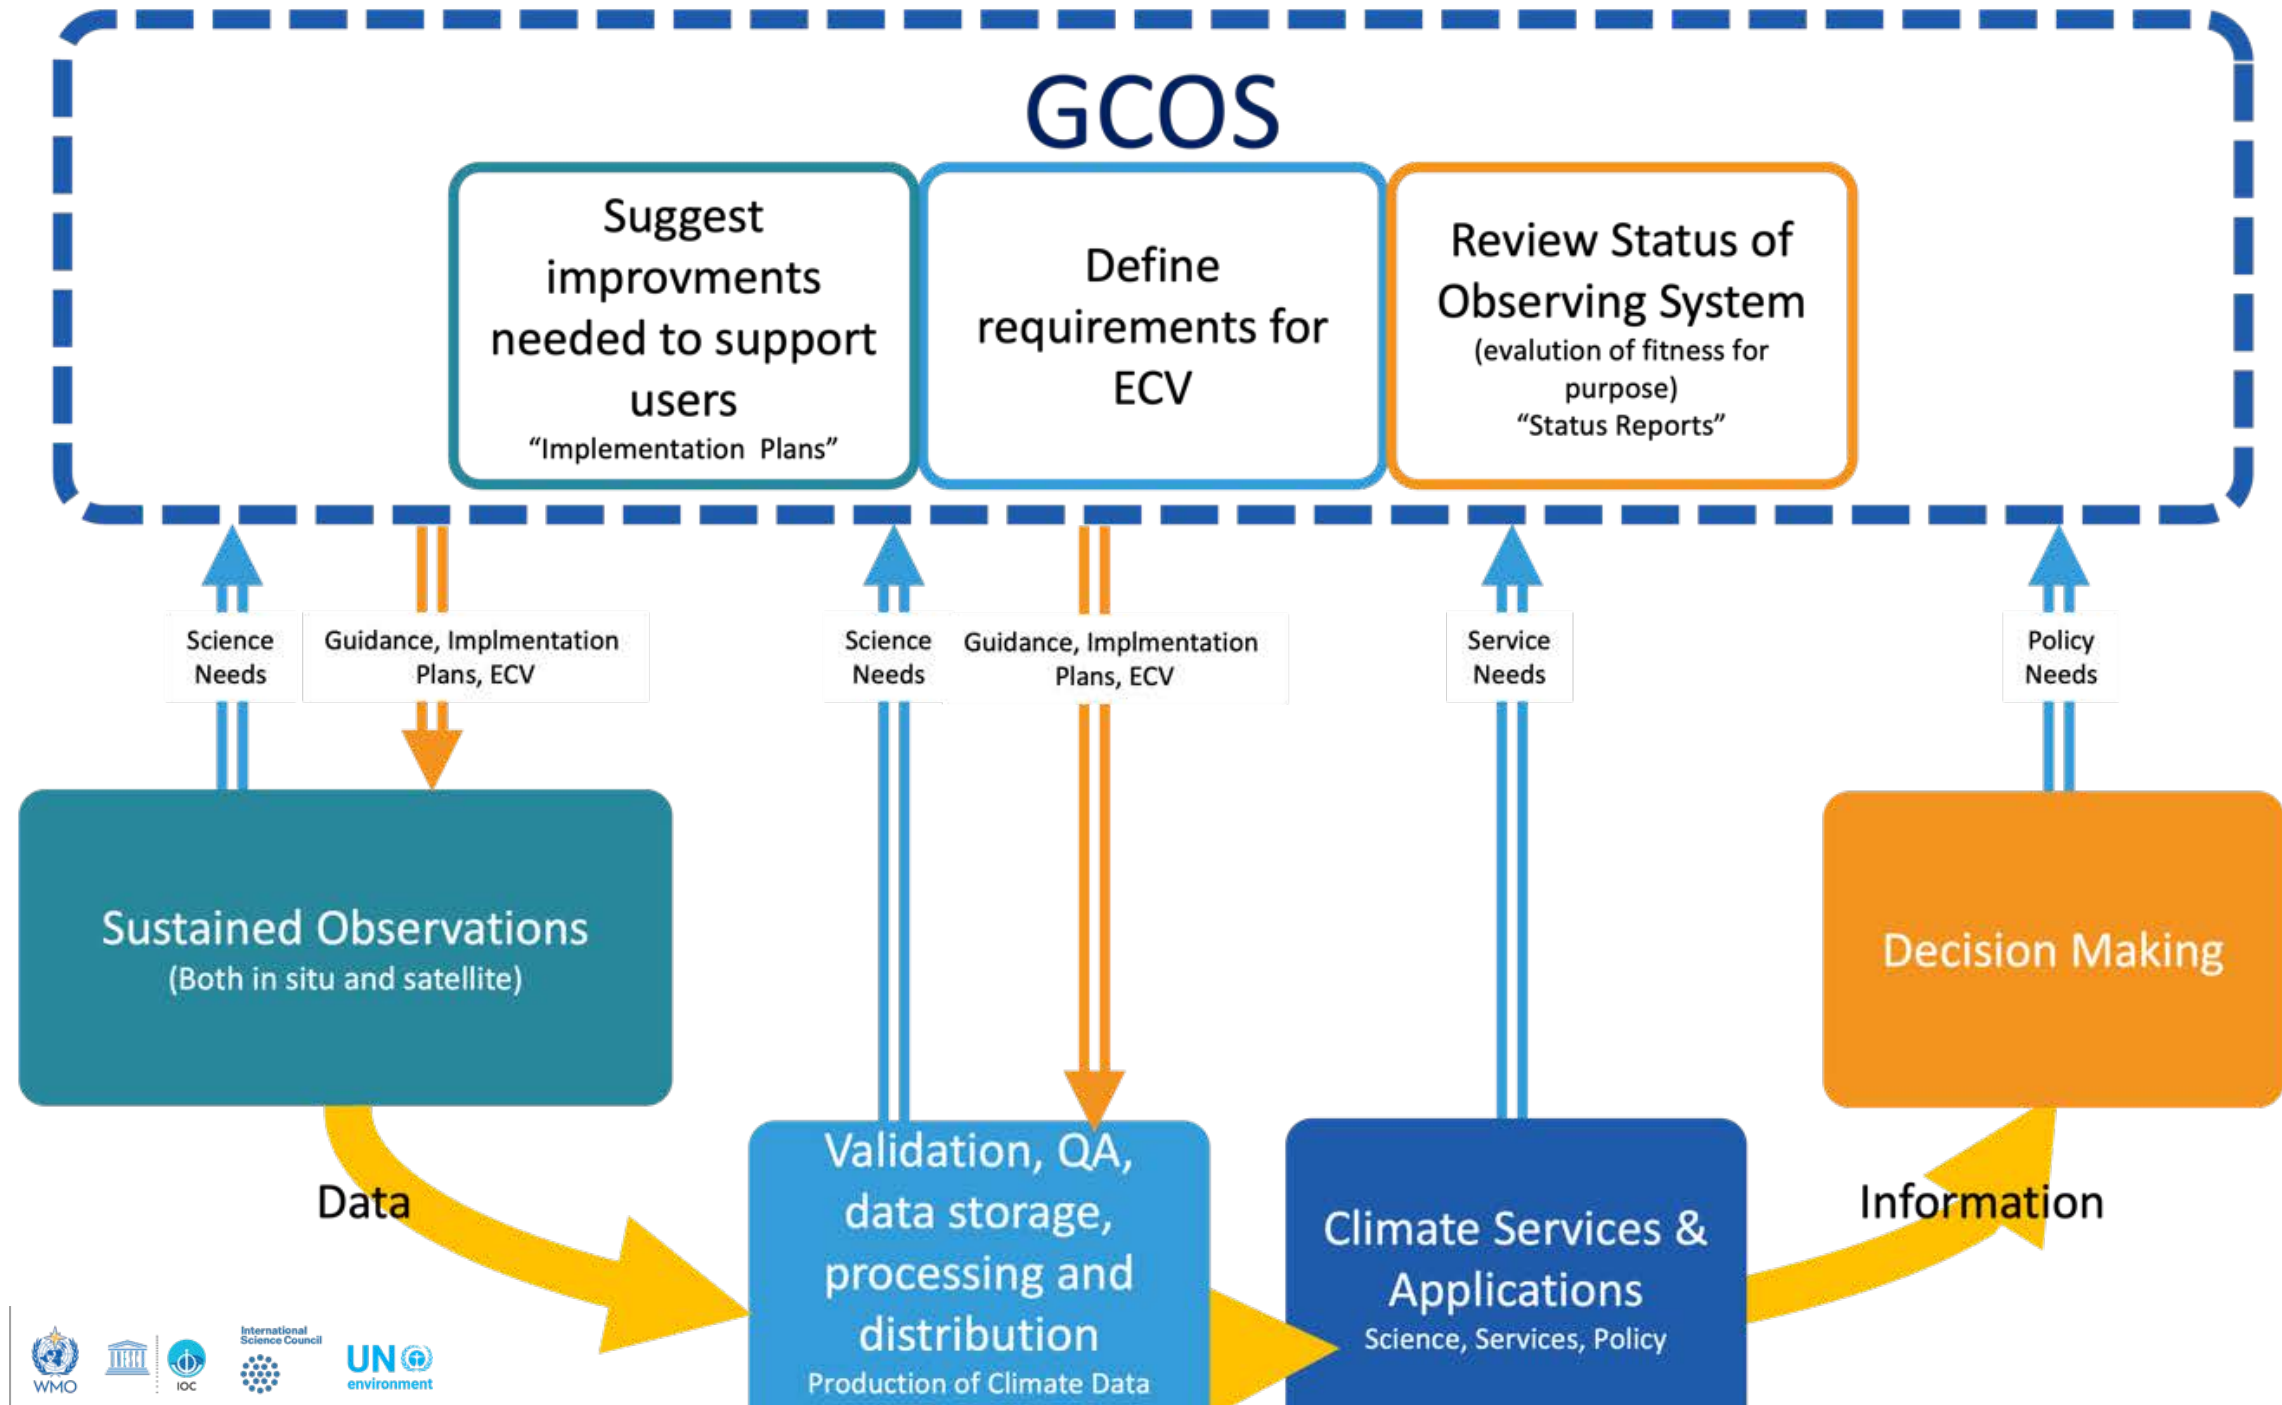 GCOS
Suggest
improvments
needed to support
users
“Implementation Plans”
Define
requirements for
ECV
Review Status of
Observing System
(evalution of fitness for
purpose)
“Status Reports”
Science
Needs
Guidance, Implmentation
Plans, ECV
Science
Needs
Guidance, Implmentation
Plans, ECV
Service
Needs
Policy
Needs
Sustained Observations
(Both in situ and satellite)
Decision Making
Data
Validation, QA,
data storage,
processing and
distribution
Production of Climate Data
Climate Services &
Applications
Science, Services, Policy
Information
WMO
IOC
International
Science Council
UN
environment